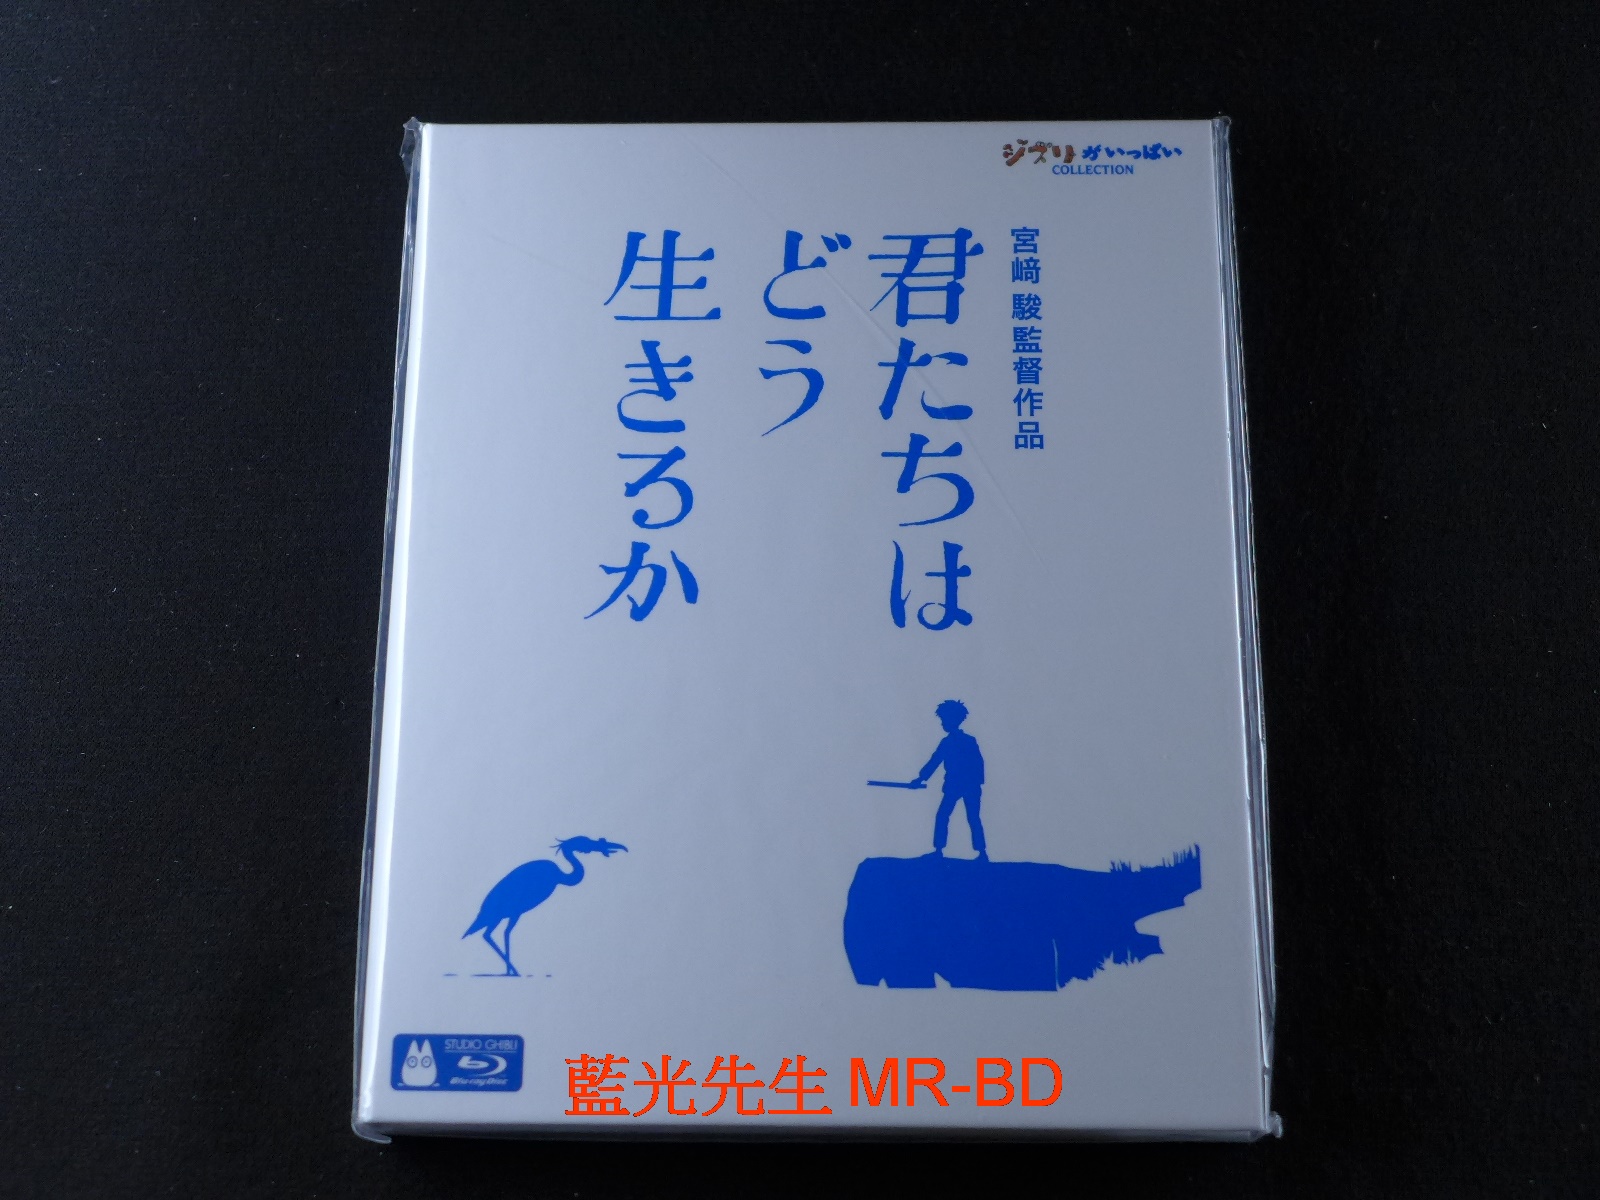 ジブリがいっぱい
COLLECTION
宮﨑 駿監督作品
君たちは
どう
生きるか
STUDIO GHIBLI
Blu-ray Disc
藍光先生 MR-BD